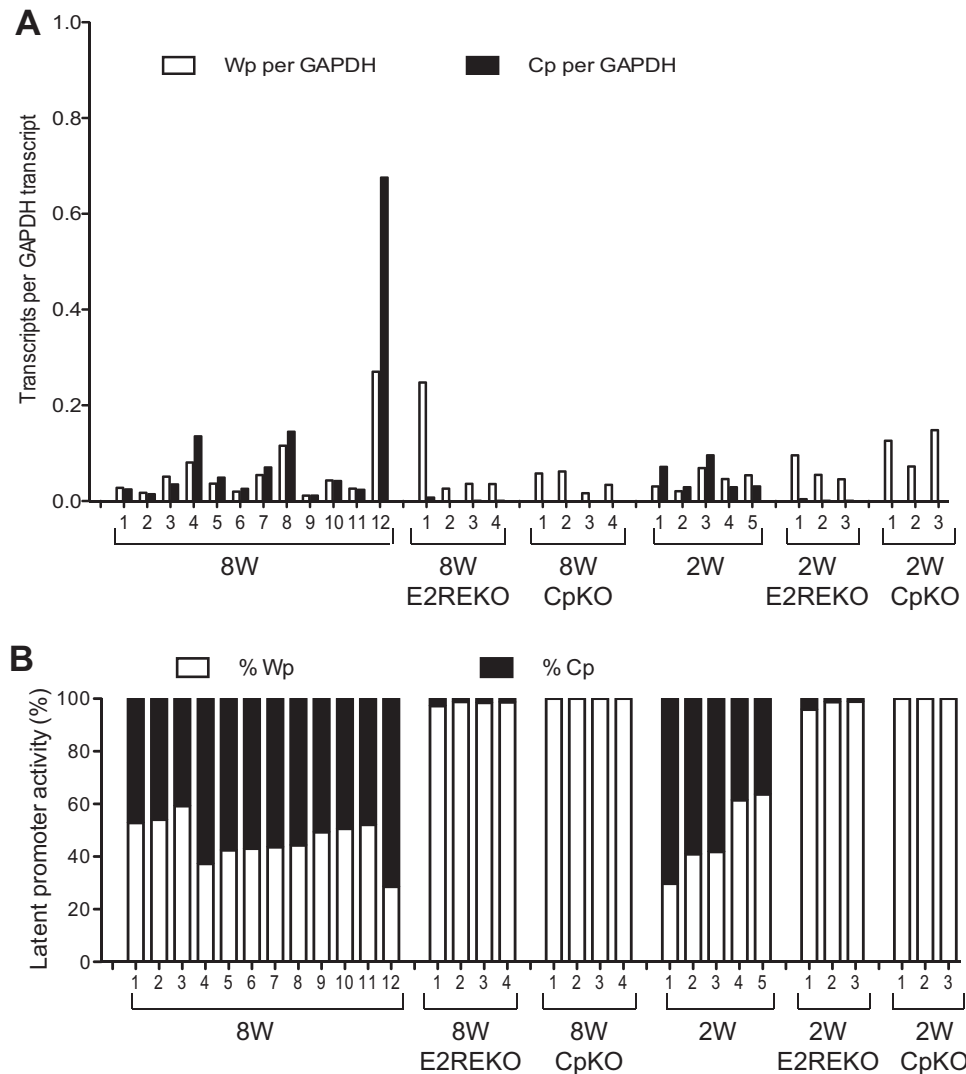 A
Transcripts per GAPDH transcript
1.0
0.8
0.6
0.4
0.2
0.0
Wp per GAPDH Cp per GAPDH
1 2 3 4 5 6 7 8 9 10 11 12 1 2 3 4 1 2 3 4 1 2 3 4 5 1 2 3 1 2 3
8W 8W E2REKO 8W CpKO 2W 2W E2REKO 2W CpKO
B
Latent promoter activity (%)
% Wp % Cp
100
80
60
40
20
0
1 2 3 4 5 6 7 8 9 10 11 12 1 2 3 4 1 2 3 4 1 2 3 4 5 1 2 3 1 2 3
8W 8W E2REKO 8W CpKO 2W 2W E2REKO 2W CpKO